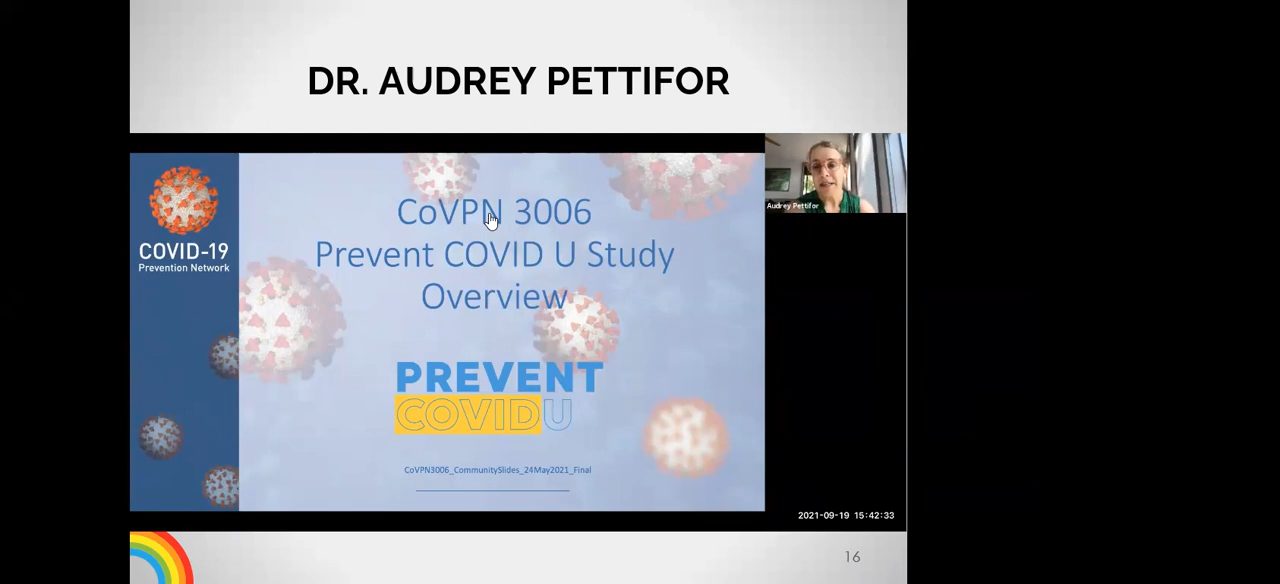 DR. AUDREY PETTIFOR
COVID-19
Prevention Network
CoVPN 3006
Prevent COVID U Study
Overview
PREVENT
COVIDU
CoVPN3006_CommunitySlides_24May2021_Final
Audrey Pettifor
2021-09-19 15:42:33
16